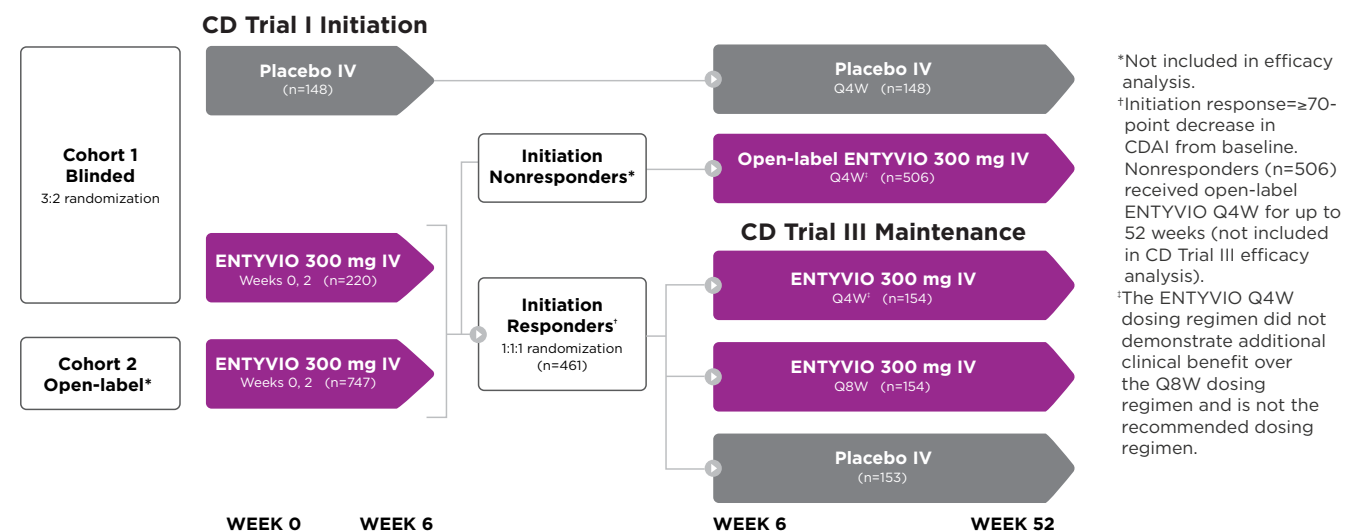 CD Trial I Initiation
Cohort 1
Blinded
3:2 randomization
Placebo IV
(n=148)
Placebo IV
Q4W (n=148)
Initiation
Nonresponders*
Open-label ENTYVIO 300 mg IV
Q4W‡ (n=506)
CD Trial III Maintenance
ENTYVIO 300 mg IV
Weeks 0, 2 (n=220)
Cohort 2
Open-label*
ENTYVIO 300 mg IV
Weeks 0, 2 (n=747)
Initiation
Responders†
1:1:1 randomization
(n=461)
ENTYVIO 300 mg IV
Q4W‡ (n=154)
ENTYVIO 300 mg IV
Q8W (n=154)
Placebo IV
(n=153)
WEEK 0
WEEK 6
WEEK 6
WEEK 52
*Not included in efficacy
analysis.
†Initiation response=≥70-
point decrease in
CDAI from baseline.
Nonresponders (n=506)
received open-label
ENTYVIO Q4W for up to
52 weeks (not included
in CD Trial III efficacy
analysis).
‡The ENTYVIO Q4W
dosing regimen did not
demonstrate additional
clinical benefit over
the Q8W dosing
regimen and is not the
recommended dosing
regimen.